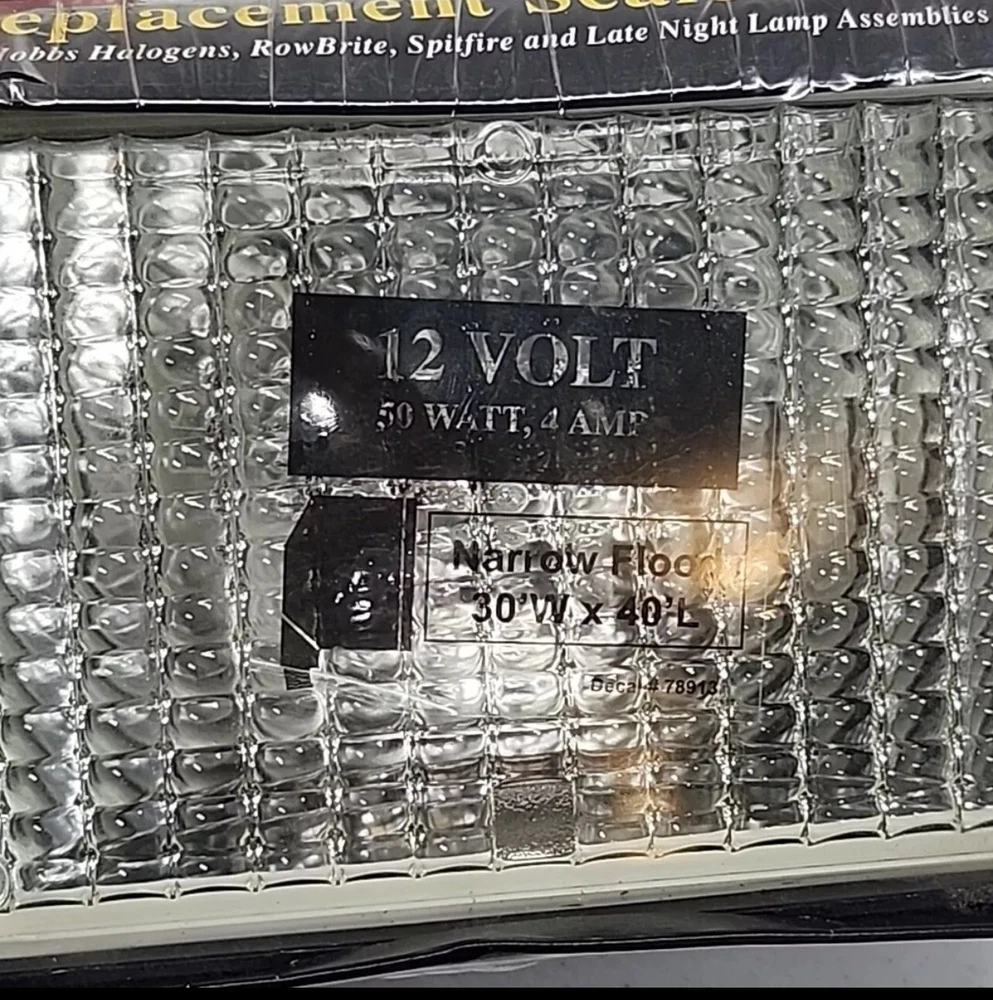 eplacement Seal
obbs Halogens, RowBrite, Spitfire and Late Night Lamp Assemblies
12 VOLT
50 WATT, 4 AMP
Narrow Flood
30'W x 40'L
Decal # 78913